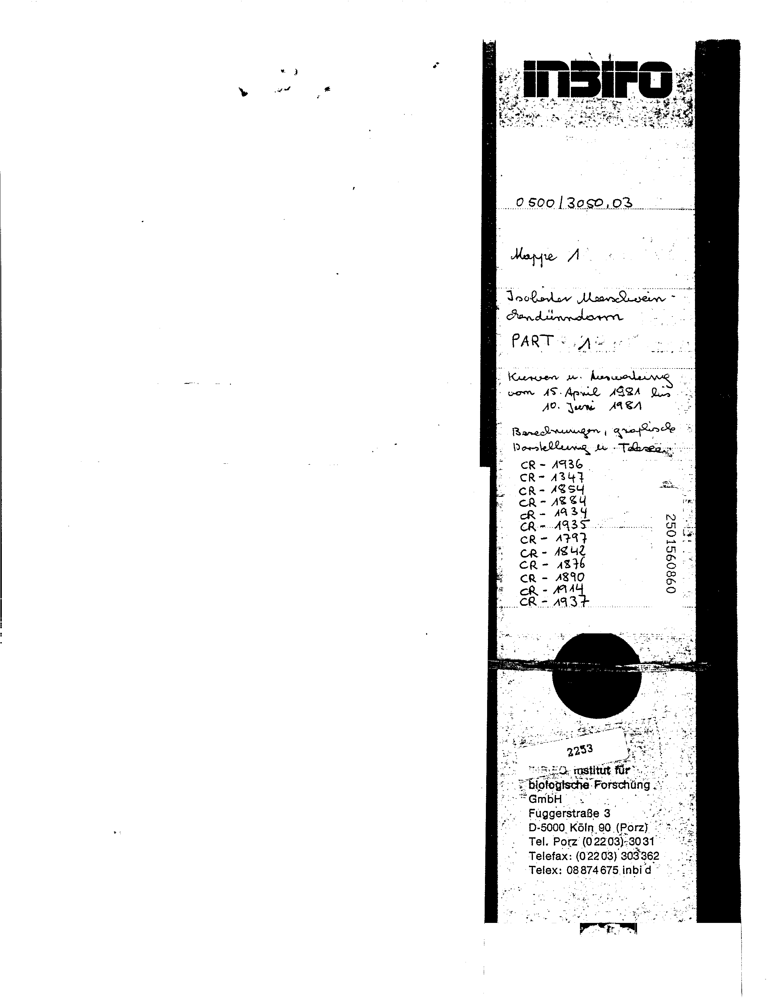 INBIFO
0500/3050.03
Mappe 1
Isolierter Meerschwein-
chendünndarm
PART 1
Kurven u. Auswertung
vom 15. April 1981 bis
10. Juni 1981
Berechnungen, graphische
Darstellung u. Tabellen
CR - 1936
CR - 1347
CR - 1854
CR - 1884
CR - 1934
CR - 1935
CR - 1797
CR - 1842
CR - 1876
CR - 1890
CR - 1914
CR - 1937
2501560860
2253
institut für
biologische Forschung
GmbH
Fuggerstraße 3
D-5000 Köln 90 (Porz)
Tel. Porz (02203) 3031
Telefax: (02203) 303362
Telex: 08874675 inbi d